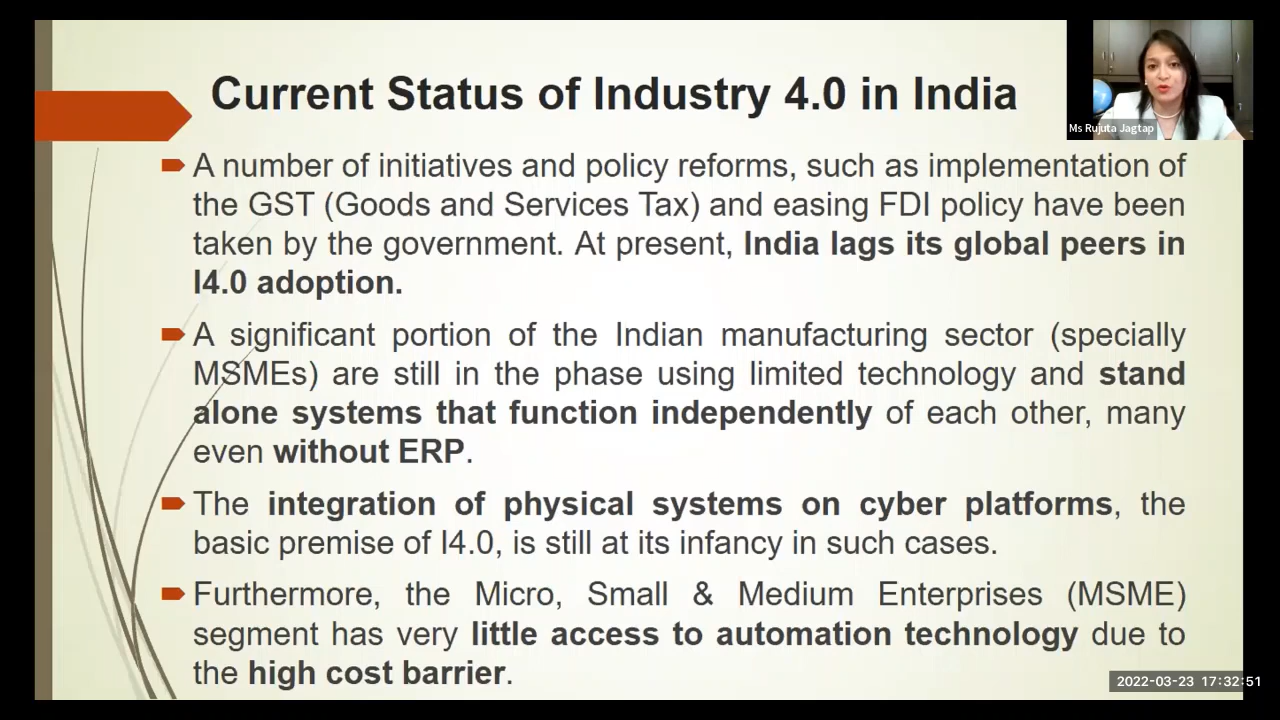 Current Status of Industry 4.0 in India
Ms Rujuta Jagtap
A number of initiatives and policy reforms, such as implementation of
the GST (Goods and Services Tax) and easing FDI policy have been
taken by the government. At present, India lags its global peers in
I4.0 adoption.
A significant portion of the Indian manufacturing sector (specially
MSMEs) are still in the phase using limited technology and stand
alone systems that function independently of each other, many
even without ERP.
The integration of physical systems on cyber platforms, the
basic premise of I4.0, is still at its infancy in such cases.
Furthermore, the Micro, Small & Medium Enterprises (MSME)
segment has very little access to automation technology due to
the high cost barrier.
2022-03-23 17:32:51